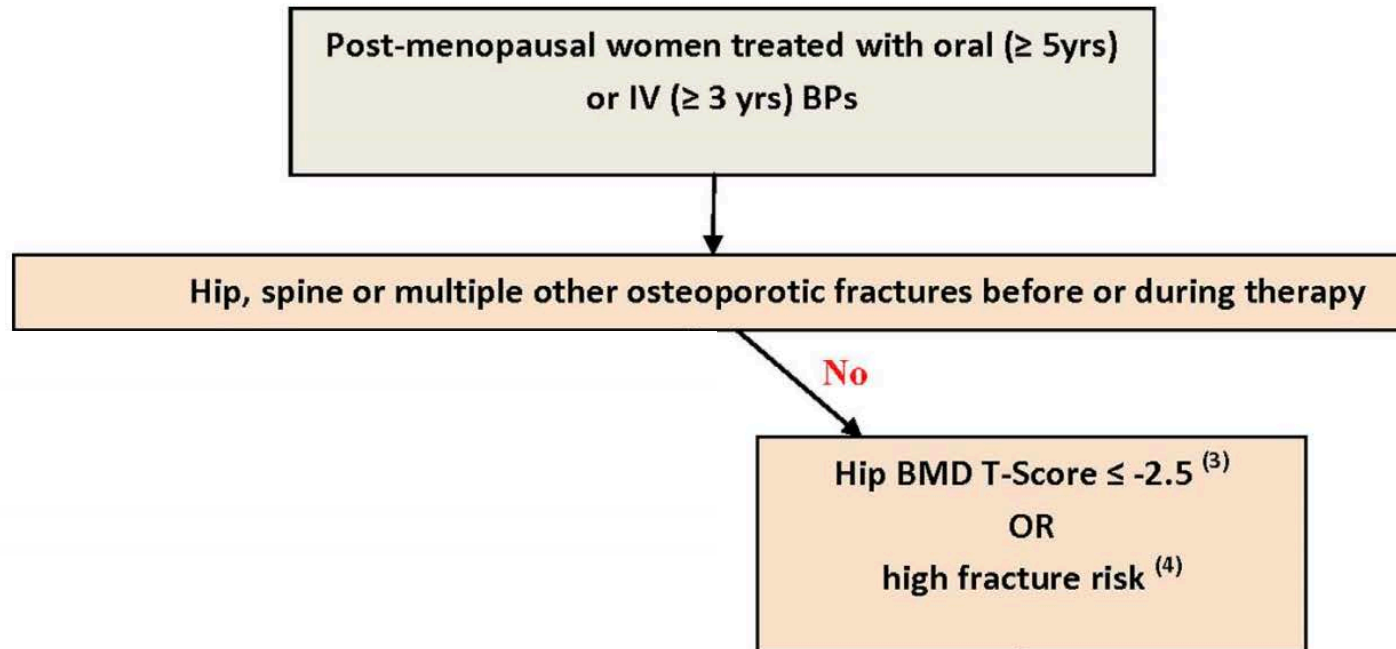 Post-menopausal women treated with oral (≥ 5yrs)
or IV (≥ 3 yrs) BPs
Hip, spine or multiple other osteoporotic fractures before or during therapy
No
Hip BMD T-Score ≤ -2.5 (3)
OR
high fracture risk (4)